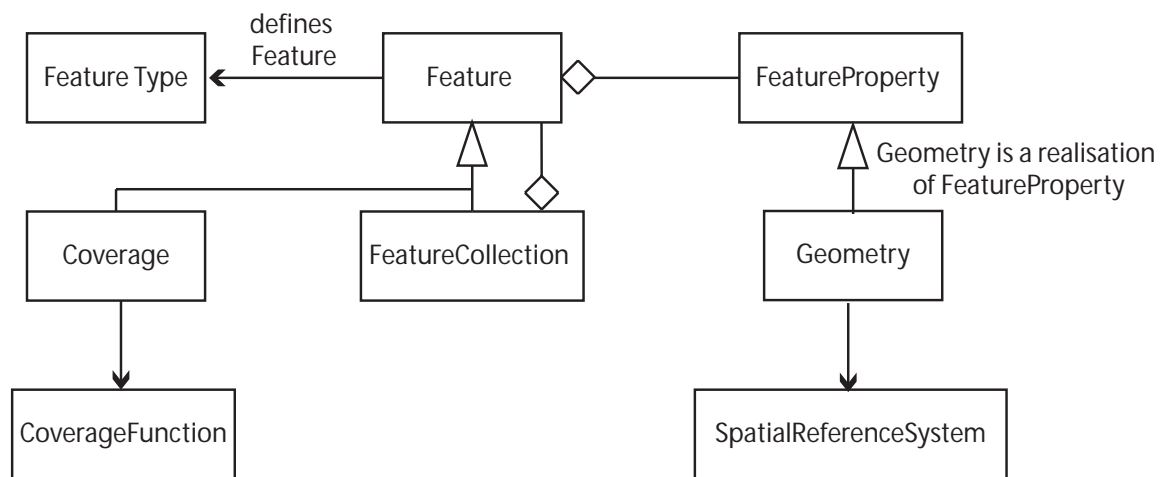 defines
Feature
Feature Type
Feature
FeatureProperty
Geometry is a realisation
of FeatureProperty
Coverage
FeatureCollection
Geometry
CoverageFunction
SpatialReferenceSystem